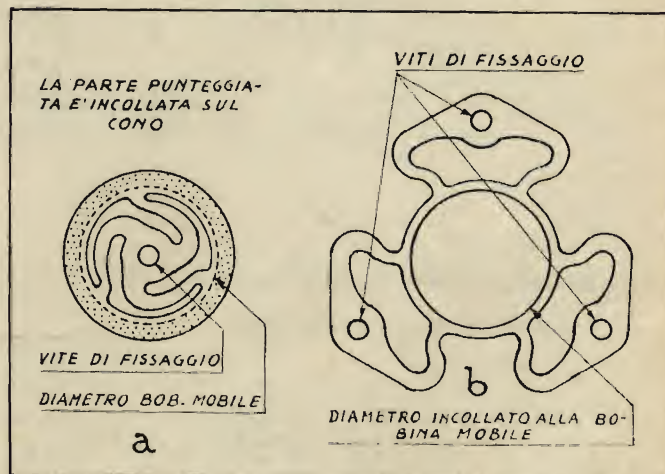 LA PARTE PUNTEGGIA-
TA E' INCOLLATA SUL
CONO
VITE DI FISSAGGIO
DIAMETRO BOB. MOBILE
a
VITI DI FISSAGGIO
b
DIAMETRO INCOLLATO ALLA BO-
BINA MOBILE